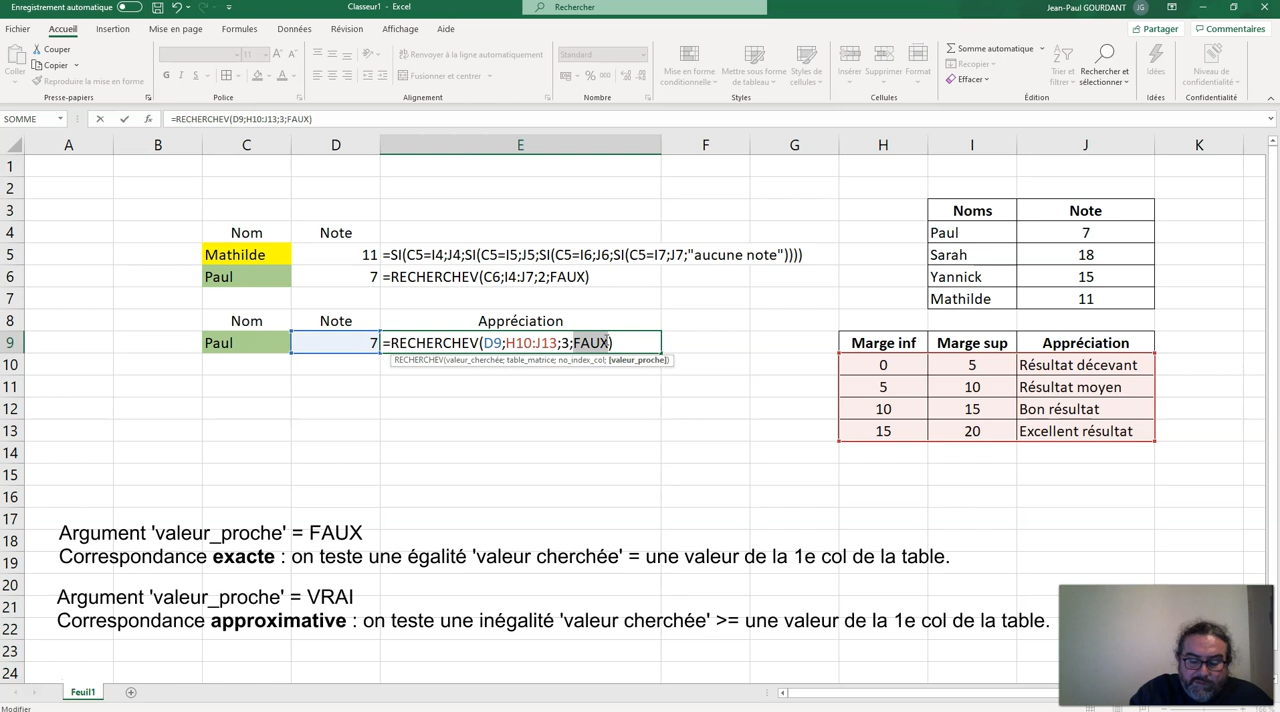 Enregistrement automatique
Classeur1 - Excel
Rechercher
Jean-Paul GOURDANT
JG
Fichier
Accueil
Insertion
Mise en page
Formules
Données
Révision
Affichage
Aide
Partager
Commentaires
Coller
Couper
Copier
Reproduire la mise en forme
Presse-papiers
11
G I S
Police
Renvoyer à la ligne automatiquement
Fusionner et centrer
Alignement
Standard
% 000
Nombre
Mise en forme conditionnelle
Mettre sous forme de tableau
Styles de cellules
Styles
Insérer
Supprimer
Format
Cellules
Somme automatique
Recopier
Effacer
Trier et filtrer
Rechercher et sélectionner
Édition
Idées
Idées
Niveau de confidentialité
Confidentialité
SOMME
fx
=RECHERCHEV(D9;H10:J13;3;FAUX)
A B C D E F G H I J K
1
2
3 Noms Note
4 Nom Note Paul 7
5 Mathilde 11 =SI(C5=I4;J4;SI(C5=I5;J5;SI(C5=I6;J6;SI(C5=I7;J7;"aucune note")))) Sarah 18
6 Paul 7 =RECHERCHEV(C6;I4:J7;2;FAUX) Yannick 15
7 Mathilde 11
8 Nom Note Appréciation
9 Paul 7 =RECHERCHEV(D9;H10:J13;3;FAUX) Marge inf Marge sup Appréciation
RECHERCHEV(valeur_cherchée; table_matrice; no_index_col; [valeur_proche])
10 0 5 Résultat décevant
11 5 10 Résultat moyen
12 10 15 Bon résultat
13 15 20 Excellent résultat
14
15
16
17
18 Argument 'valeur_proche' = FAUX
19 Correspondance exacte : on teste une égalité 'valeur cherchée' = une valeur de la 1e col de la table.
20
21 Argument 'valeur_proche' = VRAI
22 Correspondance approximative : on teste une inégalité 'valeur cherchée' >= une valeur de la 1e col de la table.
23
24
Feuil1
Modifier